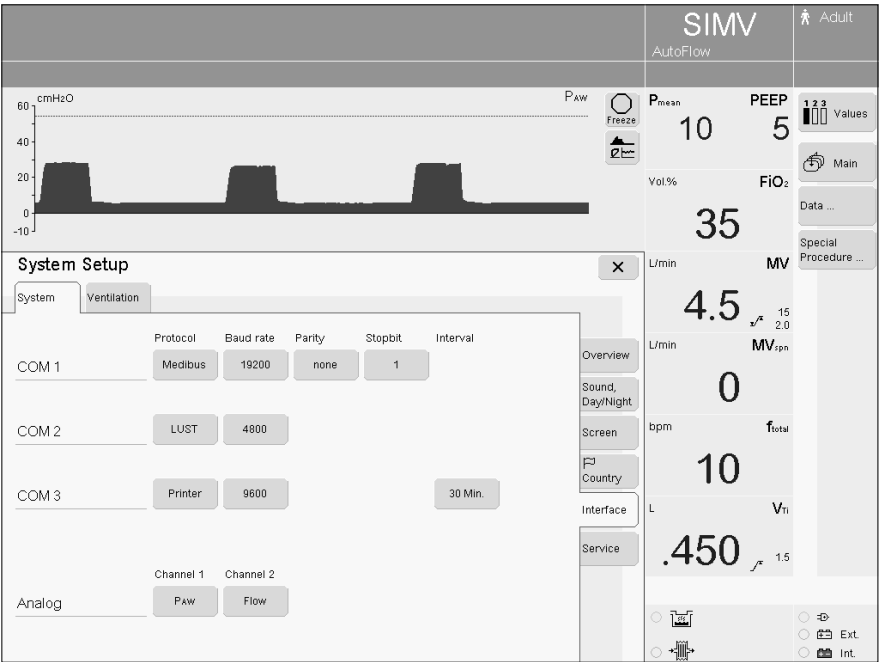 SIMV
AutoFlow
Adult
60 cmH2O
40
20
0
-10
PAW
Freeze
Pmean PEEP
10 5
Vol.% FiO2
35
L/min MV
4.5 15
2.0
L/min MVspn
0
bpm ftotal
10
L VTi
.450 1.5
1 2 3
Values
Main
Data ...
Special
Procedure ...
System Setup
System Ventilation
Protocol Baud rate Parity Stopbit Interval
COM 1 Medibus 19200 none 1
COM 2 LUST 4800
COM 3 Printer 9600 30 Min.
Channel 1 Channel 2
Analog PAW Flow
Overview
Sound,
Day/Night
Screen
Country
Interface
Service
Ext.
Int.